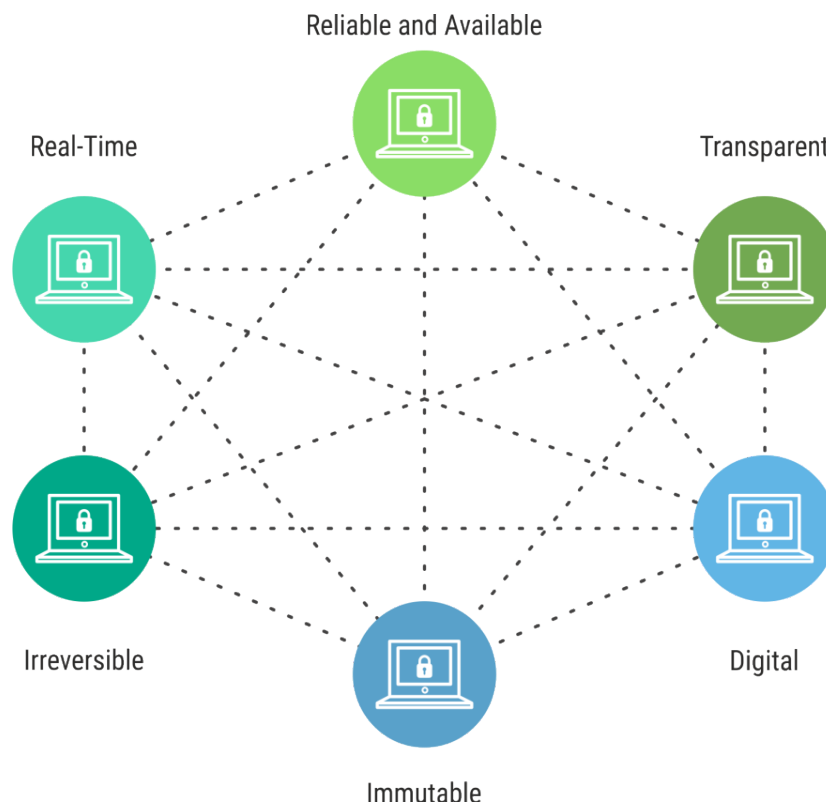 Reliable and Available
Real-Time
Transparent
Irreversible
Digital
Immutable